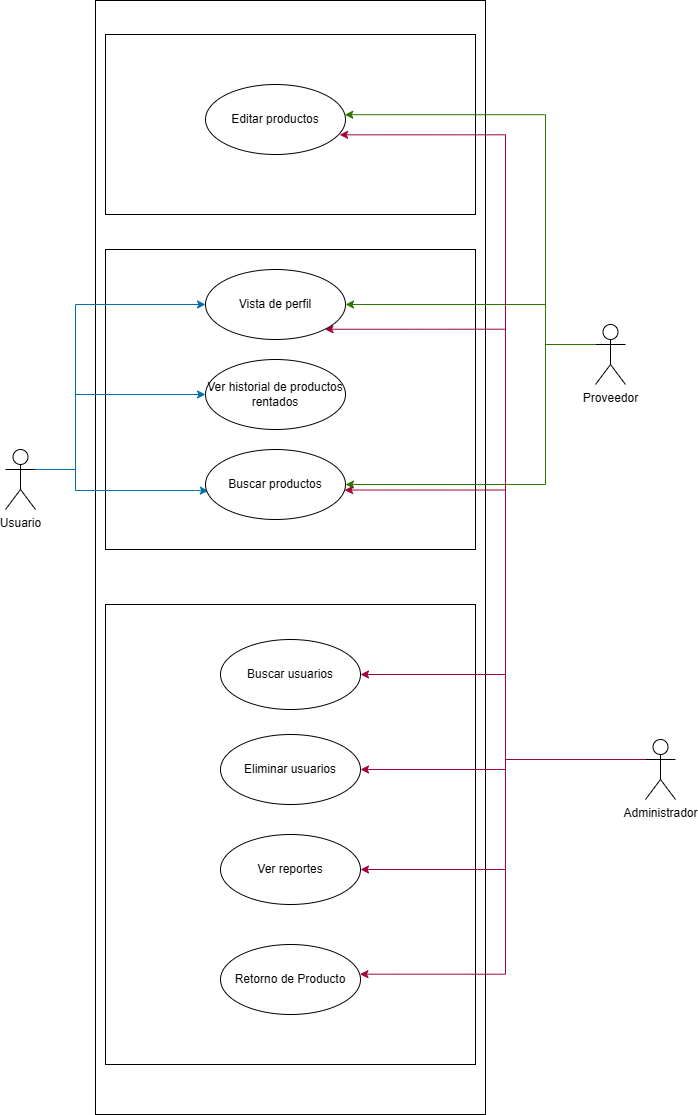 Editar productos
Vista de perfil
Ver historial de productos
rentados
Buscar productos
Proveedor
Usuario
Buscar usuarios
Eliminar usuarios
Administrador
Ver reportes
Retorno de Producto